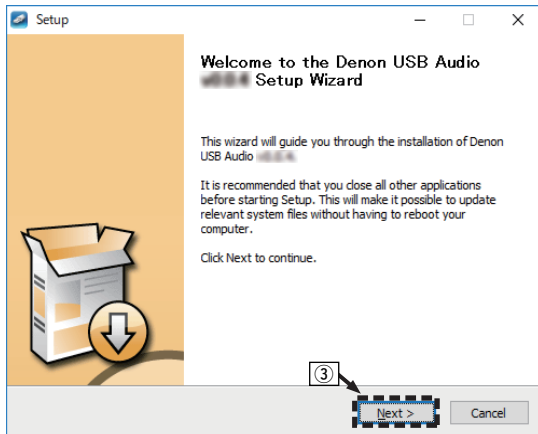 Setup
Welcome to the Denon USB Audio
Setup Wizard
This wizard will guide you through the installation of Denon
USB Audio
It is recommended that you close all other applications
before starting Setup. This will make it possible to update
relevant system files without having to reboot your
computer.
Click Next to continue.
③
Next >
Cancel